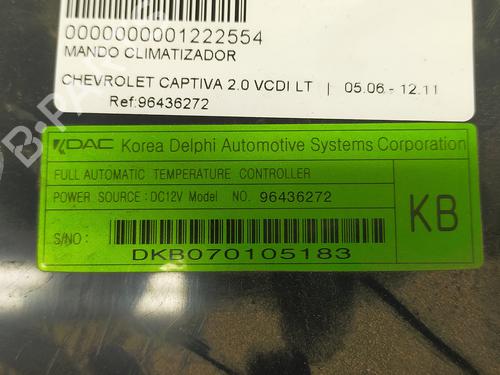 0000000001222554
MANDO CLIMATIZADOR
CHEVROLET CAPTIVA 2.0 VCDI LT | 05.06 - 12.11
Ref:96436272
KDAC Korea Delphi Automotive Systems Corporation
FULL AUTOMATIC TEMPERATURE CONTROLLER
POWER SOURCE : DC12V Model NO. 96436272
KB
S/NO :
DKB070105183